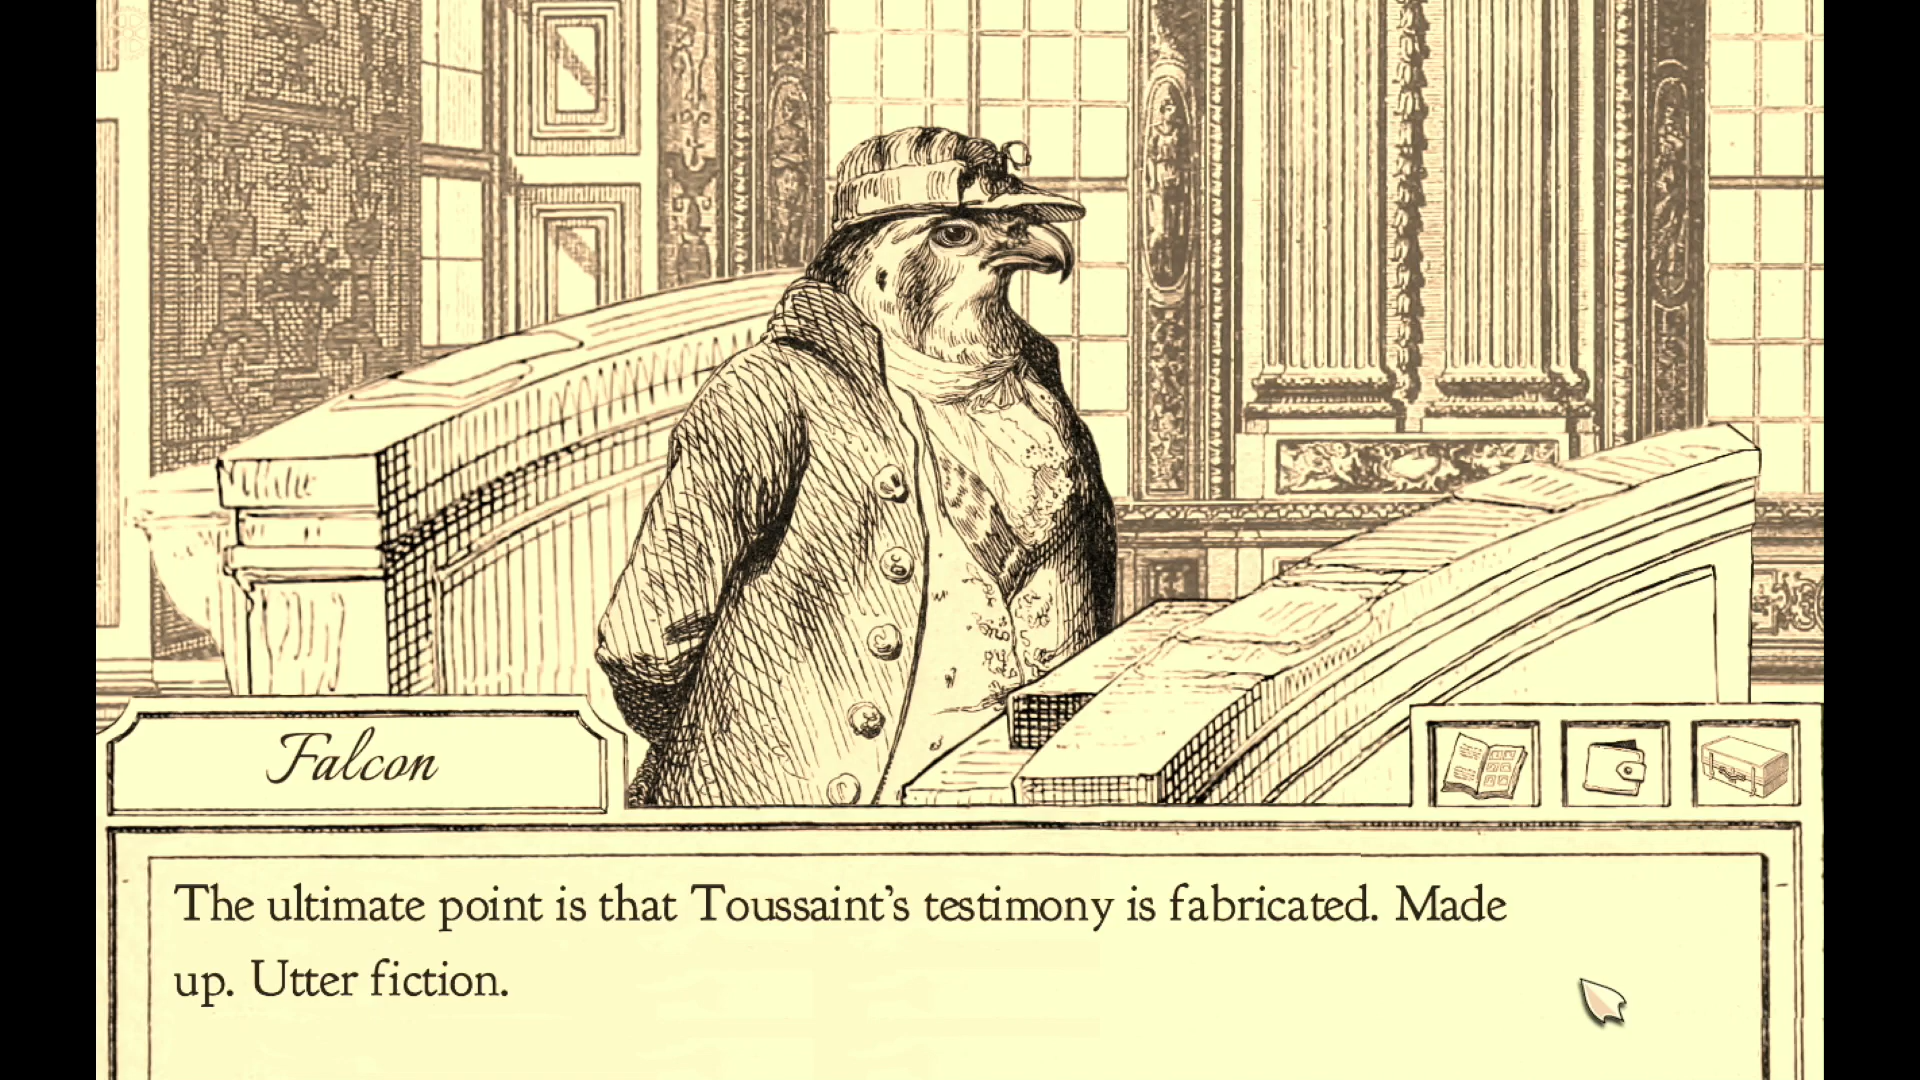 Falcon
The ultimate point is that Toussaint's testimony is fabricated. Made
up. Utter fiction.